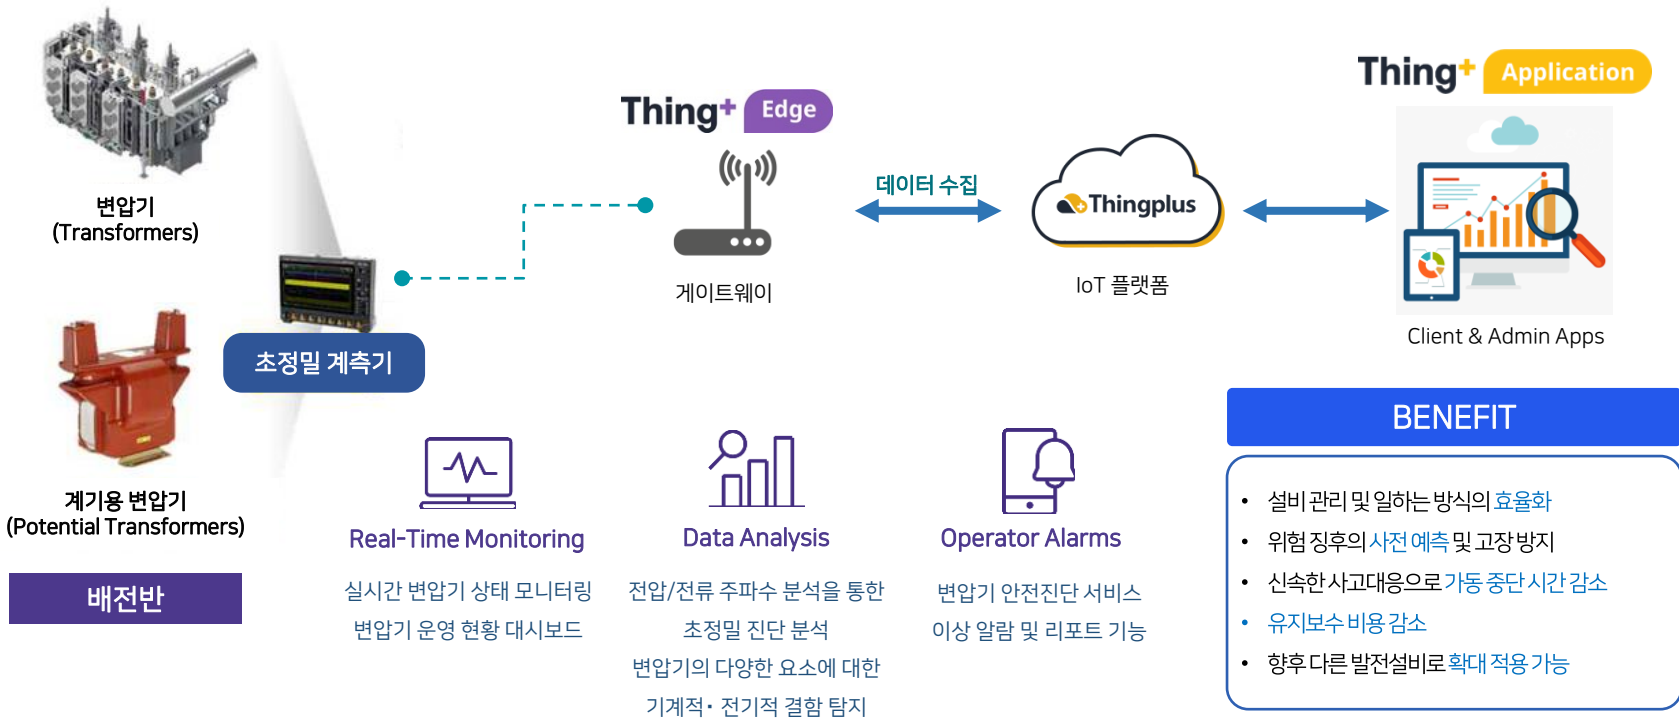 변압기
(Transformers)
초정밀 계측기
계기용 변압기
(Potential Transformers)
배전반
Thing+ Edge
게이트웨이
데이터 수집
Thingplus
IoT 플랫폼
Thing+ Application
Client & Admin Apps
Real-Time Monitoring
실시간 변압기 상태 모니터링
변압기 운영 현황 대시보드
Data Analysis
전압/전류 주파수 분석을 통한
초정밀 진단 분석
변압기의 다양한 요소에 대한
기계적· 전기적 결함 탐지
Operator Alarms
변압기 안전진단 서비스
이상 알람 및 리포트 기능
BENEFIT
• 설비 관리 및 일하는 방식의 효율화
• 위험 징후의 사전 예측 및 고장 방지
• 신속한 사고대응으로 가동 중단 시간 감소
• 유지보수 비용 감소
• 향후 다른 발전설비로 확대 적용 가능